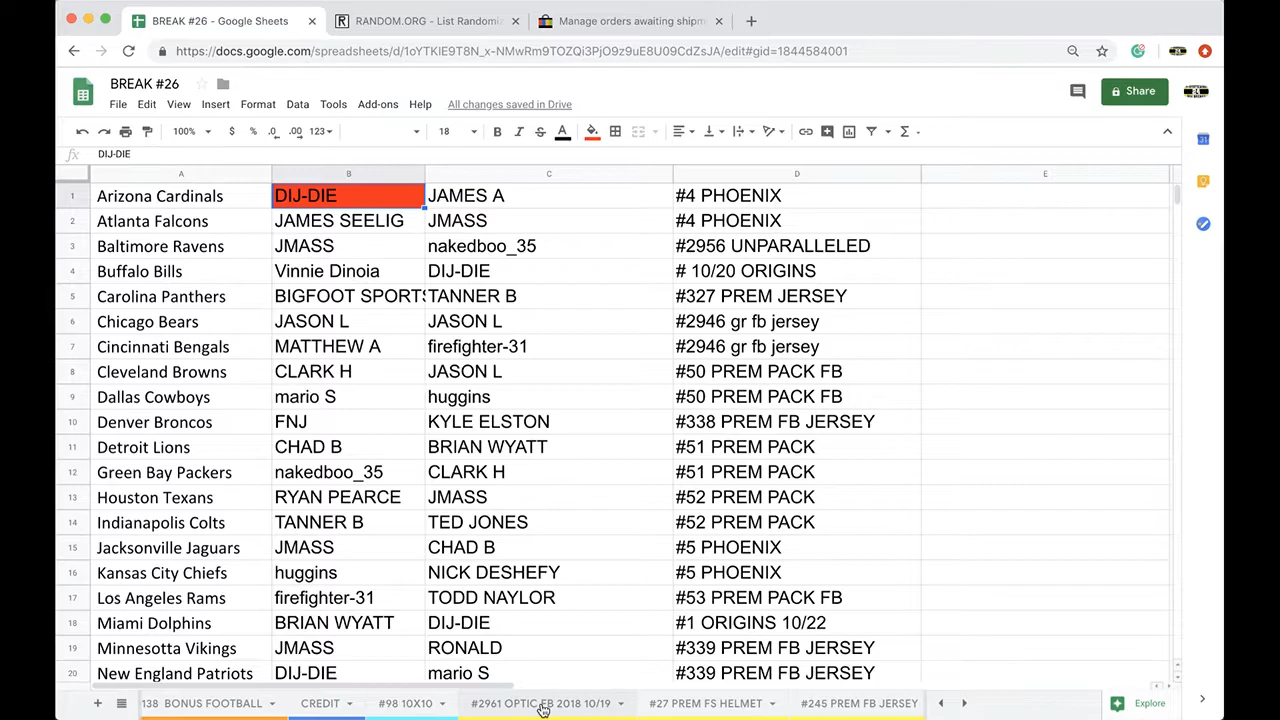 BREAK #26 - Google Sheets
RANDOM.ORG - List Randomi
Manage orders awaiting shipm
https://docs.google.com/spreadsheets/d/1oYTKIE9T8N_x-NMwRm9TOZQi3PjO9z9uE8U09CdZsJA/edit#gid=1844584001
BREAK #26
File Edit View Insert Format Data Tools Add-ons Help All changes saved in Drive
Share
100% $ % .0 .00 123 18 B S A
fx DIJ-DIE
A B C D E
1 Arizona Cardinals DIJ-DIE JAMES A #4 PHOENIX
2 Atlanta Falcons JAMES SEELIG JMASS #4 PHOENIX
3 Baltimore Ravens JMASS nakedboo_35 #2956 UNPARALLELED
4 Buffalo Bills Vinnie Dinoia DIJ-DIE # 10/20 ORIGINS
5 Carolina Panthers BIGFOOT SPORTS TANNER B #327 PREM JERSEY
6 Chicago Bears JASON L JASON L #2946 gr fb jersey
7 Cincinnati Bengals MATTHEW A firefighter-31 #2946 gr fb jersey
8 Cleveland Browns CLARK H JASON L #50 PREM PACK FB
9 Dallas Cowboys mario S huggins #50 PREM PACK FB
10 Denver Broncos FNJ KYLE ELSTON #338 PREM FB JERSEY
11 Detroit Lions CHAD B BRIAN WYATT #51 PREM PACK
12 Green Bay Packers nakedboo_35 CLARK H #51 PREM PACK
13 Houston Texans RYAN PEARCE JMASS #52 PREM PACK
14 Indianapolis Colts TANNER B TED JONES #52 PREM PACK
15 Jacksonville Jaguars JMASS CHAD B #5 PHOENIX
16 Kansas City Chiefs huggins NICK DESHEFY #5 PHOENIX
17 Los Angeles Rams firefighter-31 TODD NAYLOR #53 PREM PACK FB
18 Miami Dolphins BRIAN WYATT DIJ-DIE #1 ORIGINS 10/22
19 Minnesotta Vikings JMASS RONALD #339 PREM FB JERSEY
20 New England Patriots DIJ-DIE mario S #339 PREM FB JERSEY
138 BONUS FOOTBALL CREDIT #98 10X10 #2961 OPTIC FB 2018 10/19 #27 PREM FS HELMET #245 PREM FB JERSEY Explore